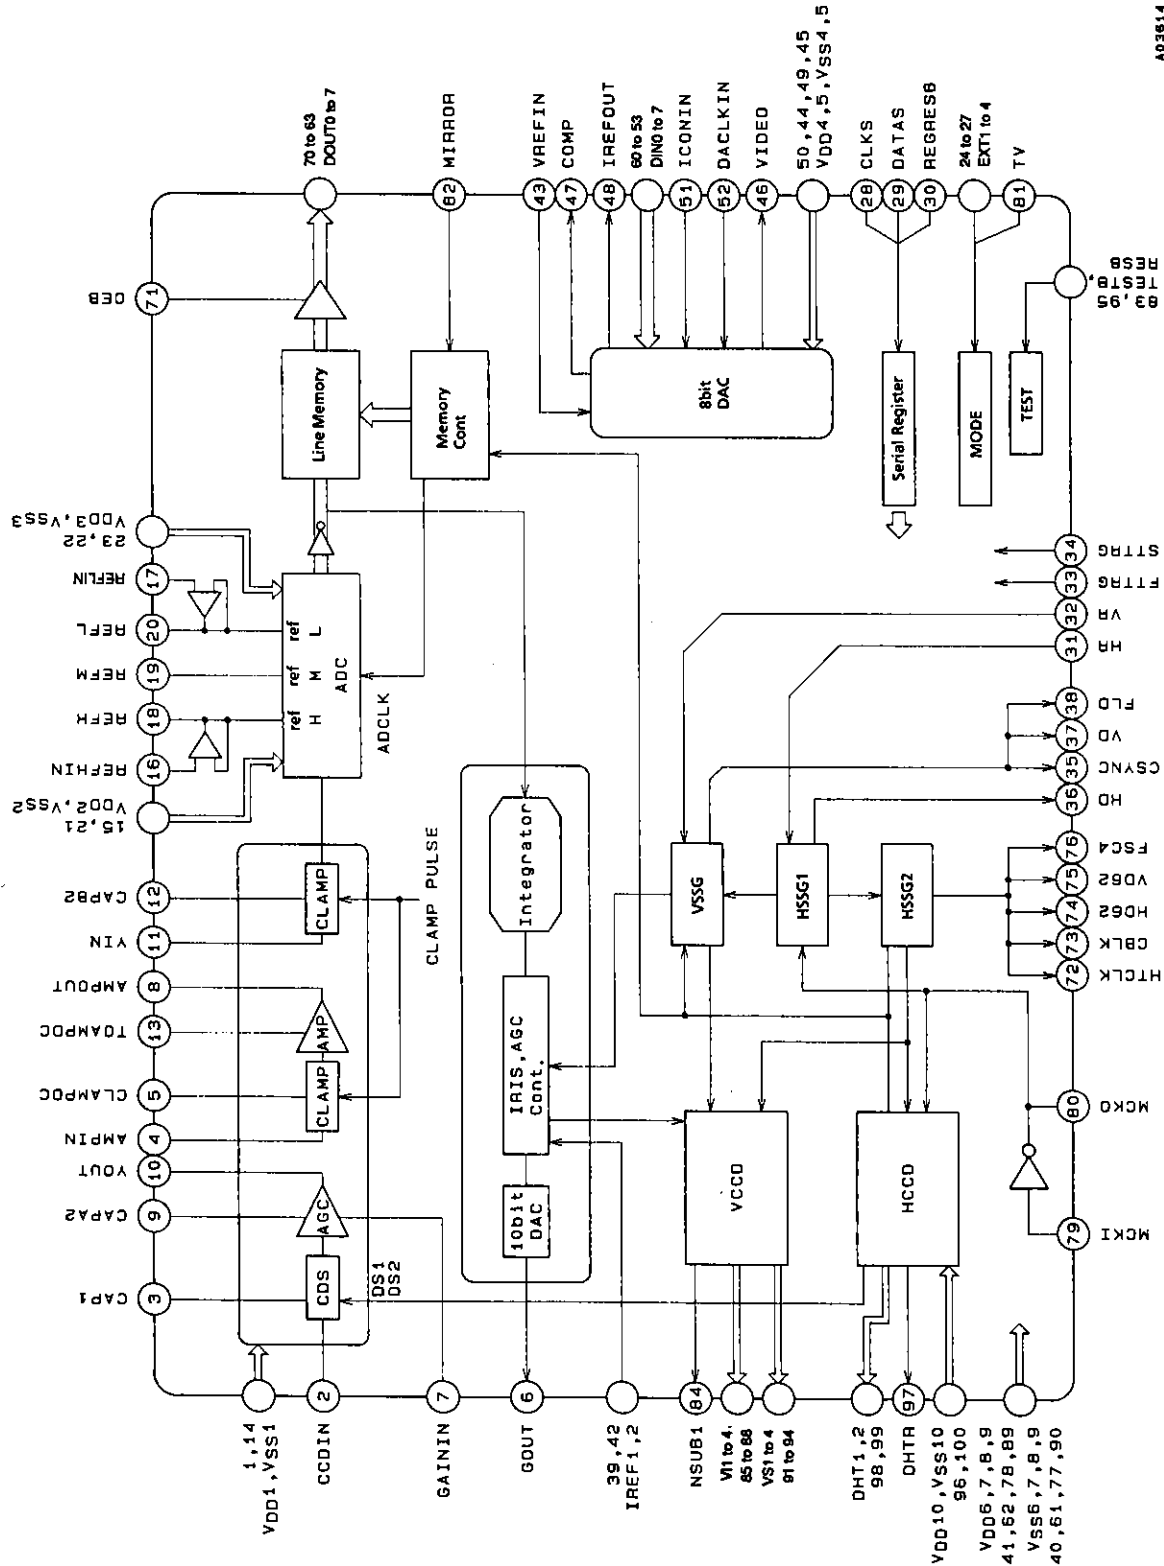 A03614
OEB
71
70 to 63
DOUT0 to 7
MIRROR
82
VREFIN
43
COMP
47
IREFOUT
48
60 to 53
DIN0 to 7
ICONIN
51
DACLKIN
52
VIDEO
46
50,44,49,45
VDD4,5,VSS4,5
CLKS
28
DATAS
29
REGRESB
30
24 to 27
EXT1 to 4
TV
81
83,95
TESTB,
RESB
Line Memory
Memory
Cont
8bit
DAC
Serial Register
MODE
TEST
23,22
VDD3,VSS3
REFLIN
17
REFL
20
REFM
19
REFH
18
REFHIN
16
15,21
VDD2,VSS2
ref
L
ref
M
ref
H
ADC
ADCLK
CAPB2
12
YIN
11
AMPOUT
8
TOAMPDC
13
CLAMPDC
5
AMPIN
4
YOUT
10
CAPA2
9
CAP1
3
CLAMP
AMP
CLAMP
AGC
CDS
CLAMP PULSE
DS1
DS2
Integrator
IRIS,AGC
Cont.
10bit
DAC
VSSG
HSSG1
HSSG2
VCCD
HCCD
STTRG
34
FTTRG
33
VR
32
HR
31
FLD
38
VD
37
CSYNC
35
HD
36
FSC4
76
VD62
75
HD62
74
CBLK
73
HTCLK
72
MCKO
80
MCKI
79
1,14
VDD1,VSS1
CCDIN
2
GAININ
7
GOUT
6
39,42
IREF1,2
NSUB1
84
VI1 to 4,
85 to 88
VS1 to 4
91 to 94
DHT1,2
98,99
DHTR
97
VDD10,VSS10
96,100
VDD6,7,8,9
41,62,78,89
VSS6,7,8,9
40,61,77,90